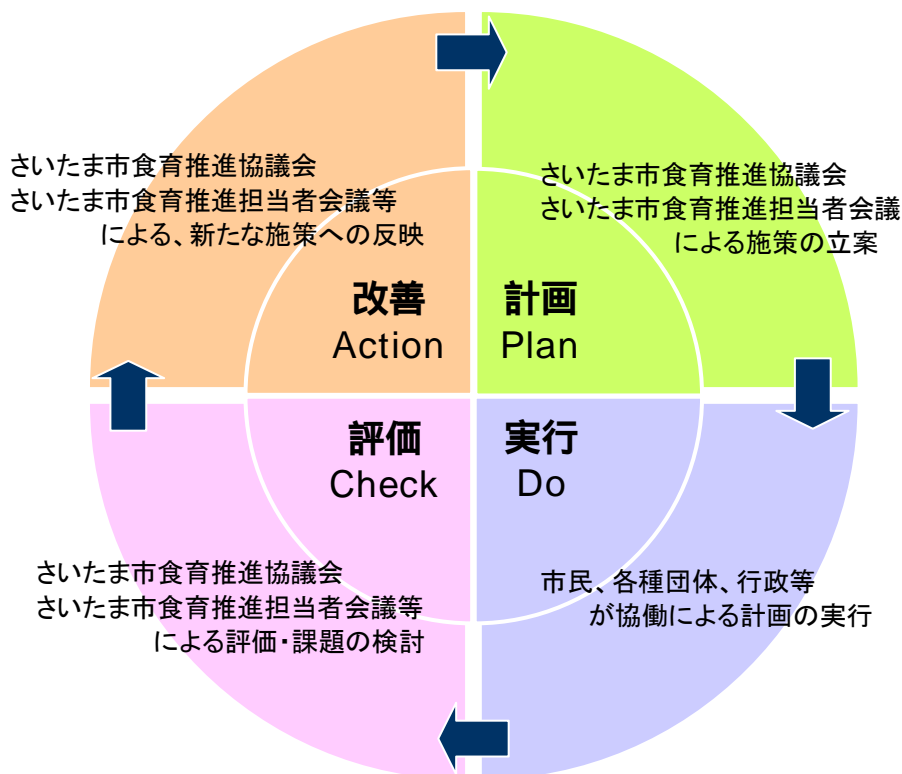 さいたま市食育推進協議会
さいたま市食育推進担当者会議等
による、新たな施策への反映
改善
Action
さいたま市食育推進協議会
さいたま市食育推進担当者会議
による施策の立案
計画
Plan
評価
Check
さいたま市食育推進協議会
さいたま市食育推進担当者会議等
による評価・課題の検討
実行
Do
市民、各種団体、行政等
が協働による計画の実行